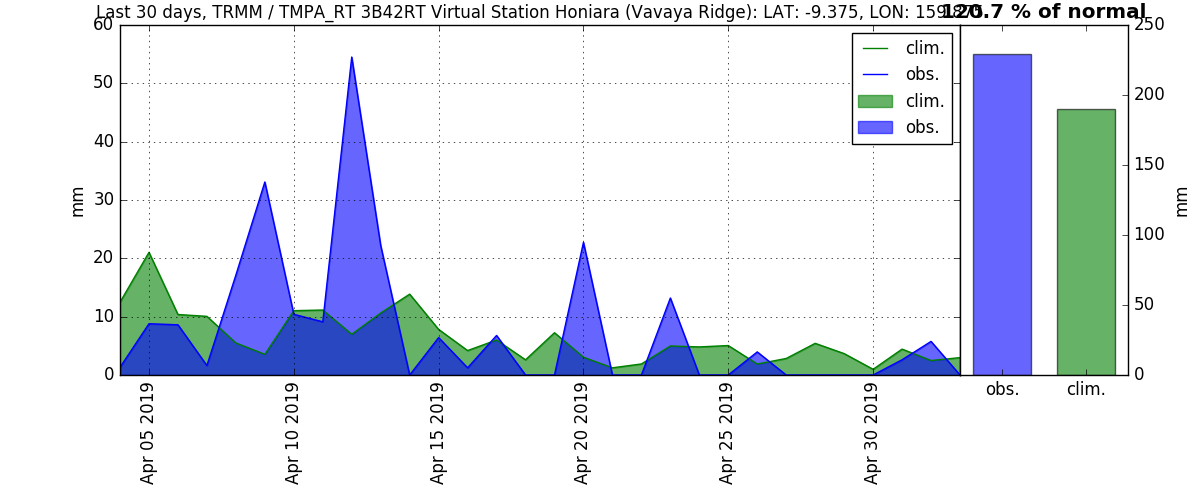 Last 30 days, TRMM / TMPA_RT 3B42RT Virtual Station Honiara (Vavaya Ridge): LAT: -9.375, LON:
120.7 % of normal
60
50
40
30
20
10
0
mm
clim.
obs.
clim.
obs.
Apr 05 2019
Apr 10 2019
Apr 15 2019
Apr 20 2019
Apr 25 2019
Apr 30 2019
250
200
150
100
50
0
mm
obs.
clim.